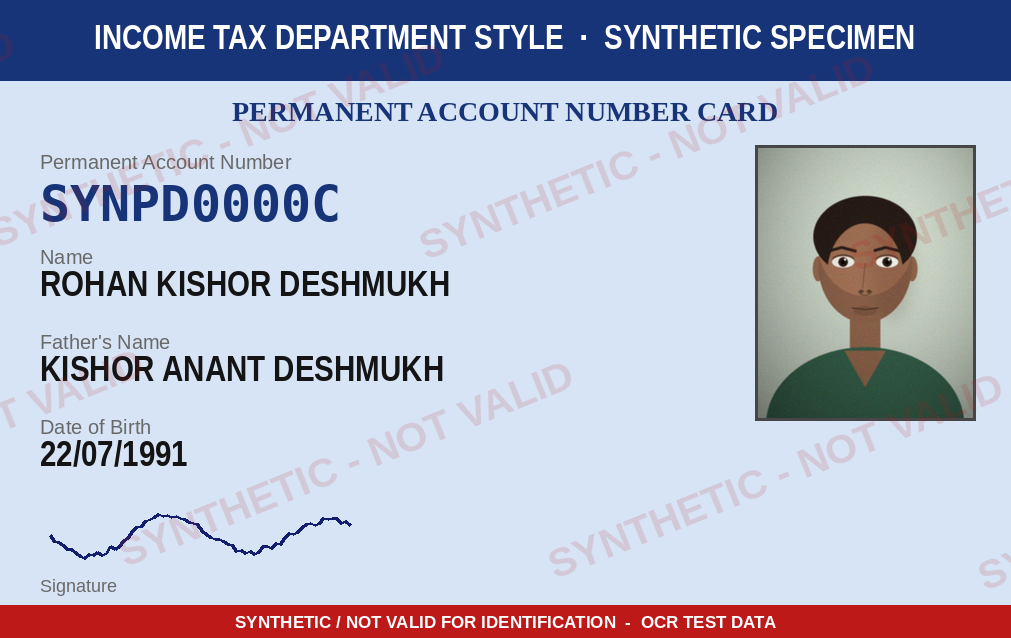 INCOME TAX DEPARTMENT STYLE · SYNTHETIC SPECIMEN
PERMANENT ACCOUNT NUMBER CARD
Permanent Account Number
SYNPD0000C
Name
ROHAN KISHOR DESHMUKH
Father's Name
KISHOR ANANT DESHMUKH
Date of Birth
22/07/1991
Signature
SYNTHETIC / NOT VALID FOR IDENTIFICATION - OCR TEST DATA
SYNTHETIC - NOT VALID
SYNTHETIC - NOT VALID
SYNTHETIC - NOT VALID
SYNTHETIC - NOT VALID